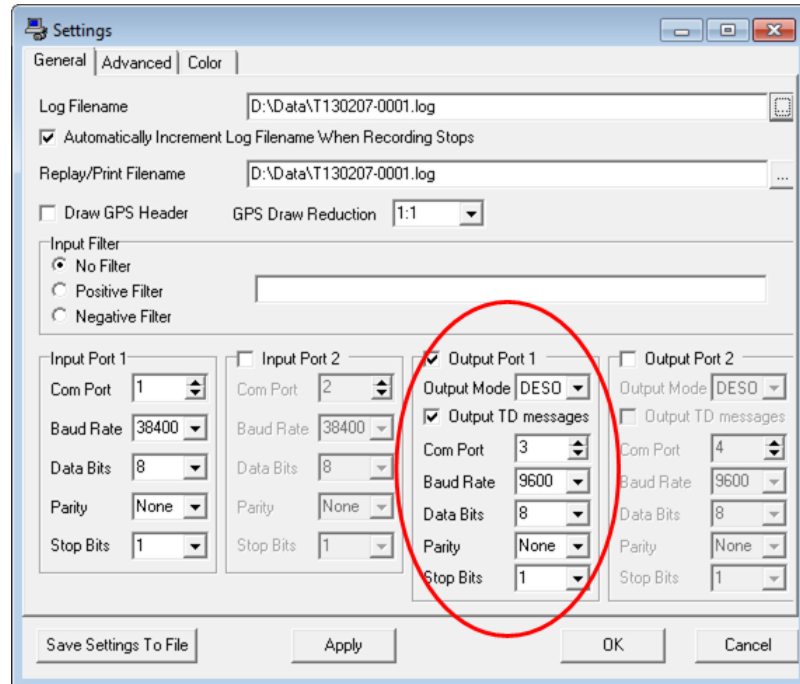 Settings
General Advanced Color
Log Filename D:\Data\T130207-0001.log ...
Automatically Increment Log Filename When Recording Stops
Replay/Print Filename D:\Data\T130207-0001.log ...
Draw GPS Header GPS Draw Reduction 1:1
Input Filter
No Filter
Positive Filter
Negative Filter
Input Port 1
Com Port 1
Baud Rate 38400
Data Bits 8
Parity None
Stop Bits 1
Input Port 2
Com Port 2
Baud Rate 38400
Data Bits 8
Parity None
Stop Bits 1
Output Port 1
Output Mode DESO
Output TD messages
Com Port 3
Baud Rate 9600
Data Bits 8
Parity None
Stop Bits 1
Output Port 2
Output Mode DESO
Output TD messages
Com Port 4
Baud Rate 9600
Data Bits 8
Parity None
Stop Bits 1
Save Settings To File Apply OK Cancel